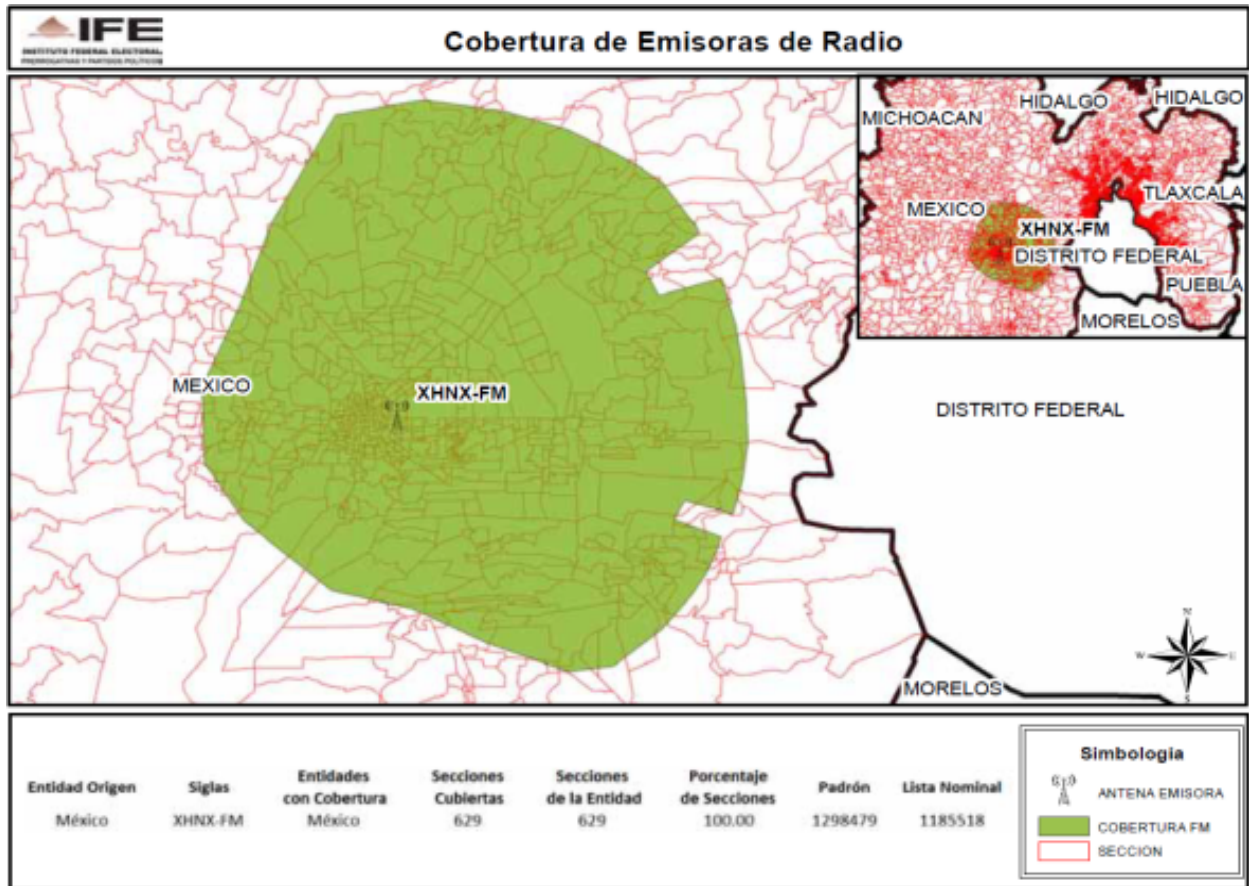 IFE
INSTITUTO FEDERAL ELECTORAL
PRERROGATIVAS Y PARTIDOS POLÍTICOS
Cobertura de Emisoras de Radio
MICHOACAN
HIDALGO
HIDALGO
TLAXCALA
MEXICO
XHNX-FM
DISTRITO FEDERAL
PUEBLA
MORELOS
MEXICO
XHNX-FM
DISTRITO FEDERAL
MORELOS
N
W
E
S
Entidad Origen Siglas Entidades con Cobertura Secciones Cubiertas Secciones de la Entidad Porcentaje de Secciones Padrón Lista Nominal
México XHNX-FM México 629 629 100.00 1298479 1185518
Simbologia
ANTENA EMISORA
COBERTURA FM
SECCION